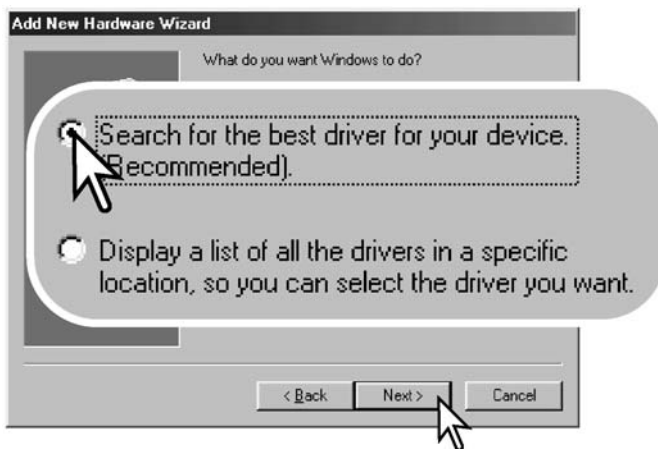 Add New Hardware Wizard
What do you want Windows to do?
Search for the best driver for your device.
(Recommended).
Display a list of all the drivers in a specific
location, so you can select the driver you want.
< Back
Next >
Cancel